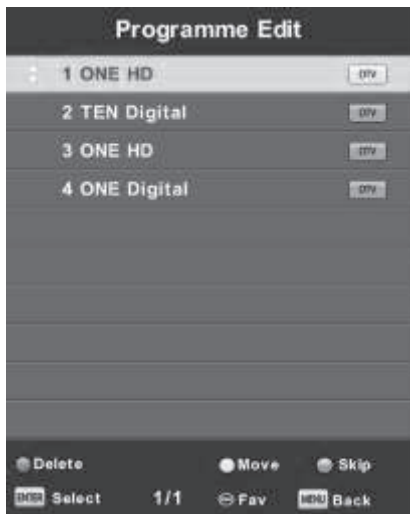 Programme Edit
1 ONE HD DTV
2 TEN Digital DTV
3 ONE HD DTV
4 ONE Digital DTV
Delete Move Skip
ENTER Select 1/1 Fav MENU Back